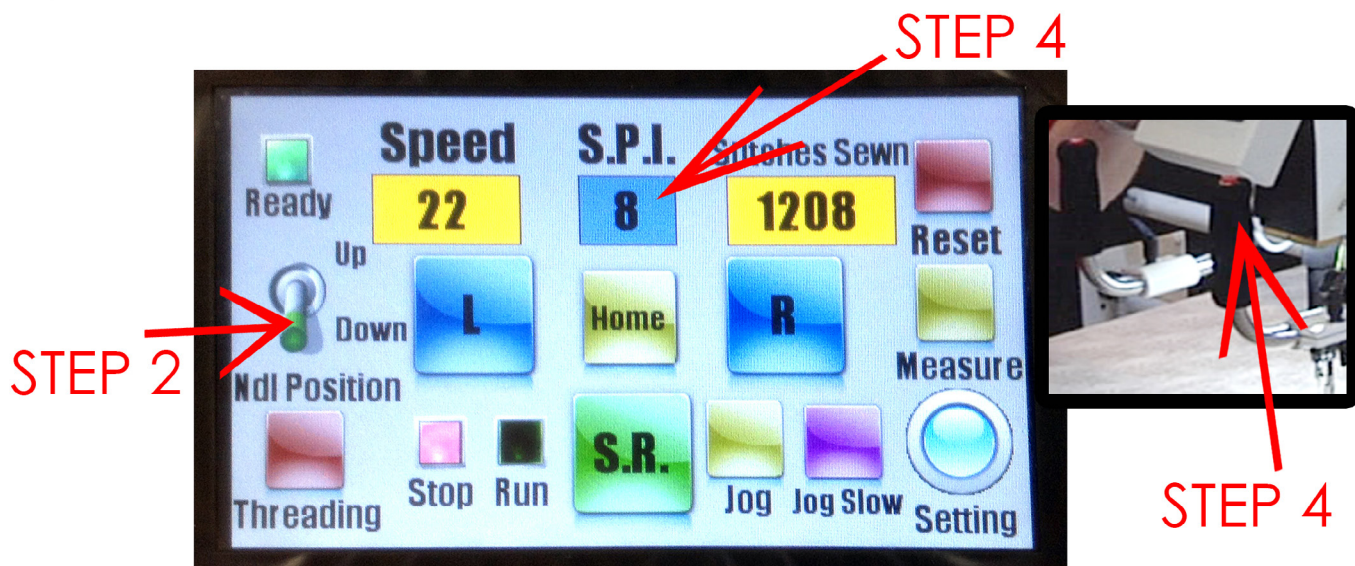 STEP 4
Speed
S.P.I.
Stitches Sewn
Ready
22
8
1208
Reset
Up
L
Home
R
Down
STEP 2
Ndl Position
Measure
S.R.
Threading
Stop
Run
Jog
Jog Slow
Setting
STEP 4